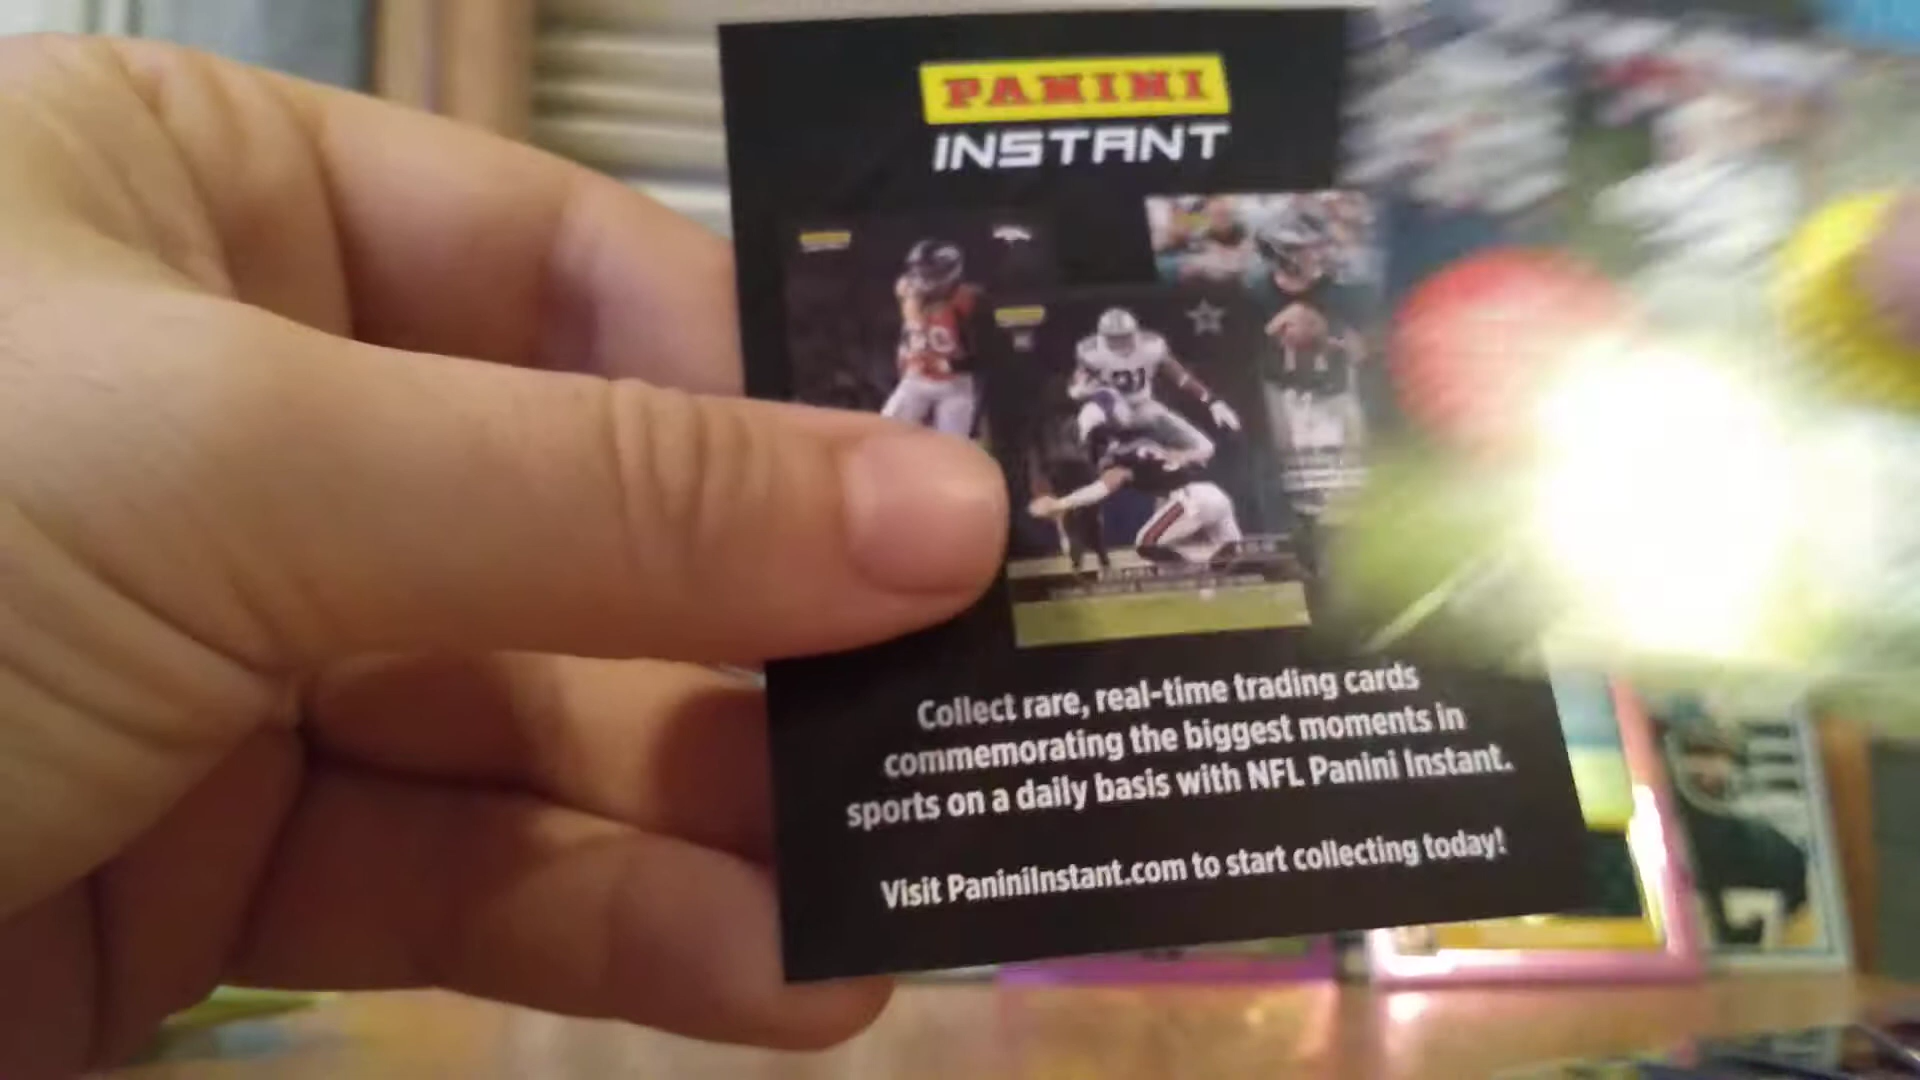 PANINI
INSTANT
Collect rare, real-time trading cards
commemorating the biggest moments in
sports on a daily basis with NFL Panini Instant.
Visit PaniniInstant.com to start collecting today!